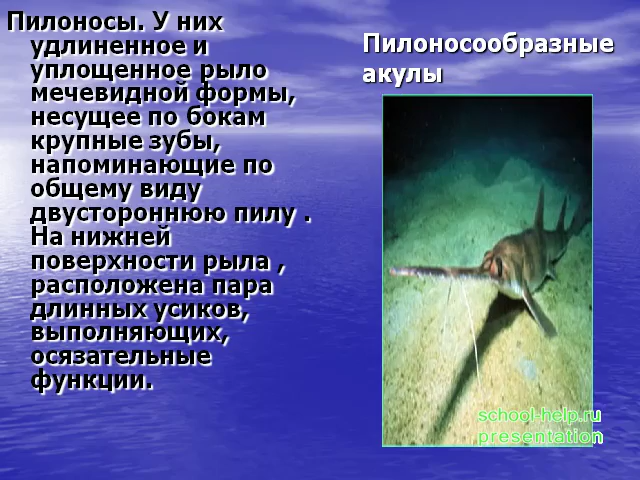 Пилоносы. У них
удлиненное и
уплощенное рыло
мечевидной формы,
несущее по бокам
крупные зубы,
напоминающие по
общему виду
двустороннюю пилу .
На нижней
поверхности рыла ,
расположена пара
длинных усиков,
выполняющих,
осязательные
функции.
Пилоносообразные
акулы
school-help.ru
presentation